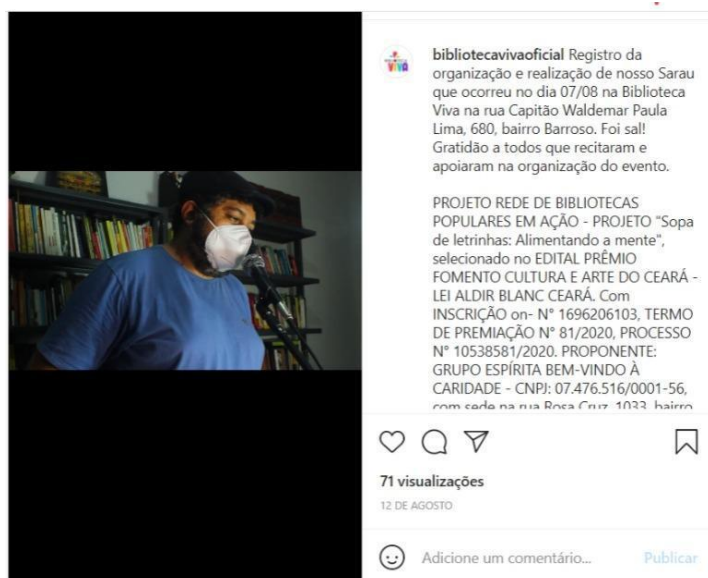 bibliotecavivaoficial Registro da
organização e realização de nosso Sarau
que ocorreu no dia 07/08 na Biblioteca
Viva na rua Capitão Waldemar Paula
Lima, 680, bairro Barroso. Foi sal!
Gratidão a todos que recitaram e
apoiaram na organização do evento.
PROJETO REDE DE BIBLIOTECAS
POPULARES EM AÇÃO - PROJETO "Sopa
de letrinhas: Alimentando a mente",
selecionado no EDITAL PRÊMIO
FOMENTO CULTURA E ARTE DO CEARÁ -
LEI ALDIR BLANC CEARÁ. Com
INSCRIÇÃO on- N° 1696206103, TERMO
DE PREMIAÇÃO N° 81/2020, PROCESSO
N° 10538581/2020. PROPONENTE:
GRUPO ESPÍRITA BEM-VINDO À
CARIDADE - CNPJ: 07.476.516/0001-56,
com sede na rua Rosa Cruz, 1033, bairro
71 visualizações
12 DE AGOSTO
Adicione um comentário... Publicar